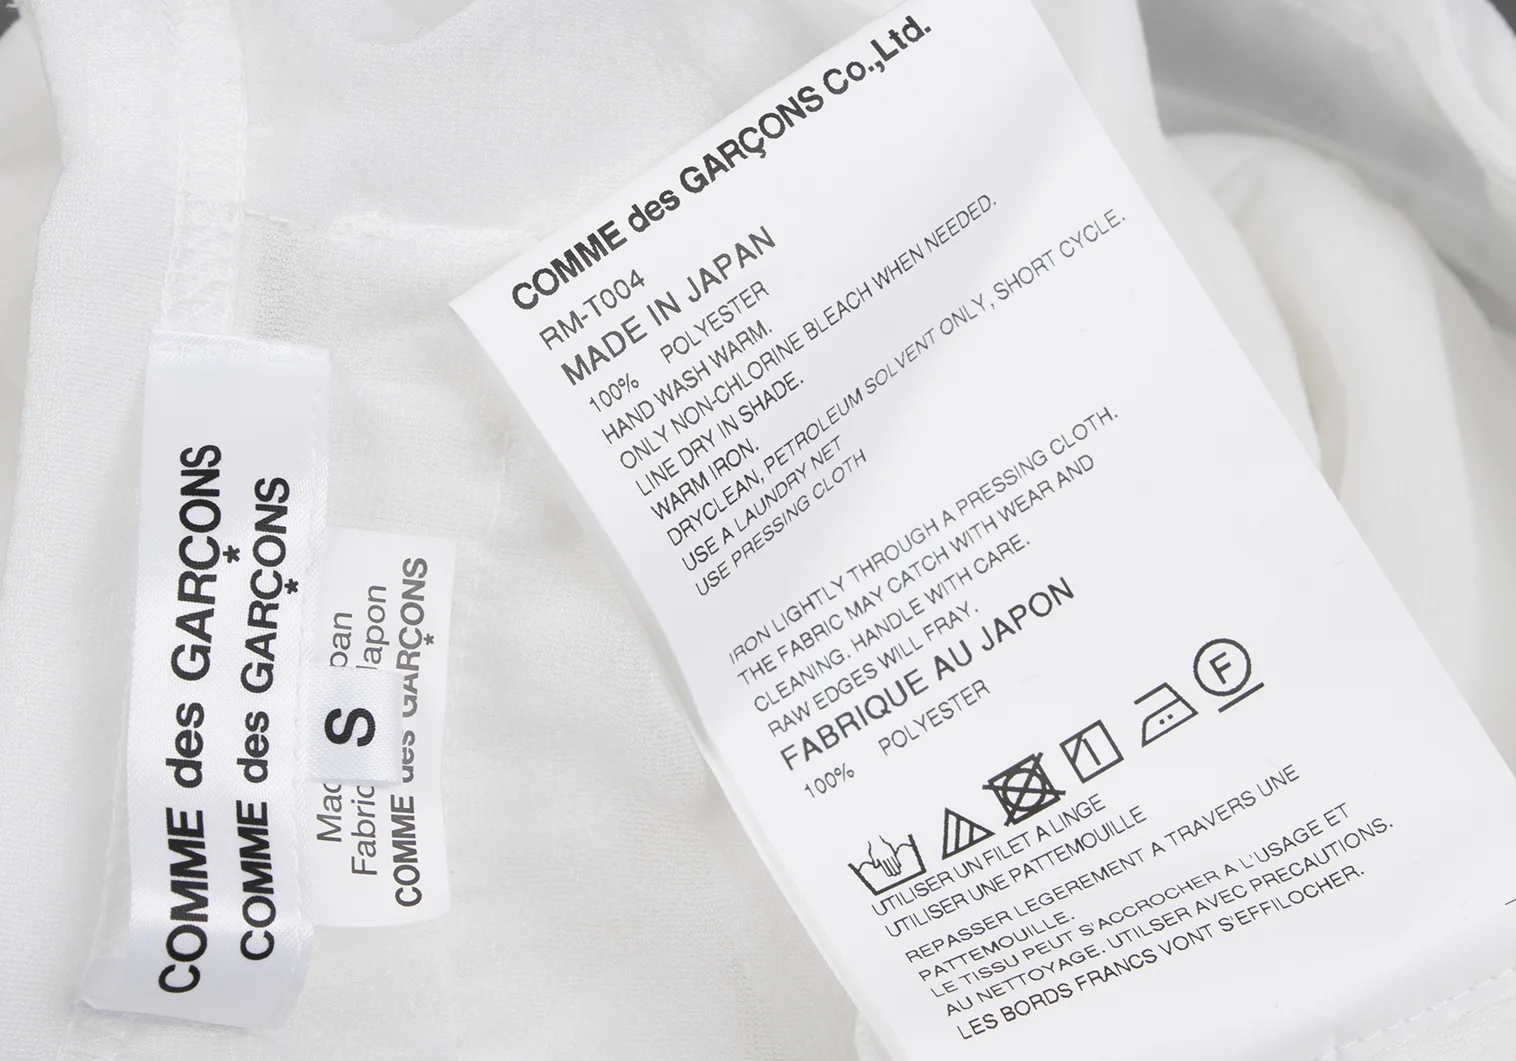 COMME des GARÇONS
COMME des GARÇONS
S
COMME des GARÇONS
COMME des GARÇONS Co.,Ltd.
RM-T004
MADE IN JAPAN
100% POLYESTER
HAND WASH WARM.
ONLY NON-CHLORINE BLEACH WHEN NEEDED.
LINE DRY IN SHADE.
WARM IRON.
DRYCLEAN, PETROLEUM SOLVENT ONLY, SHORT CYCLE.
USE A LAUNDRY NET
USE PRESSING CLOTH
IRON LIGHTLY THROUGH A PRESSING CLOTH.
THE FABRIC MAY CATCH WITH WEAR AND
CLEANING. HANDLE WITH CARE.
RAW EDGES WILL FRAY.
FABRIQUE AU JAPON
100% POLYESTER
F
UTILISER UN FILET A LINGE
UTILISER UNE PATTEMOUILLE
REPASSER LEGEREMENT A TRAVERS UNE
PATTEMOUILLE.
LE TISSU PEUT S'ACCROCHER A L'USAGE ET
AU NETTOYAGE. UTILSER AVEC PRECAUTIONS.
LES BORDS FRANCS VONT S'EFFILOCHER.